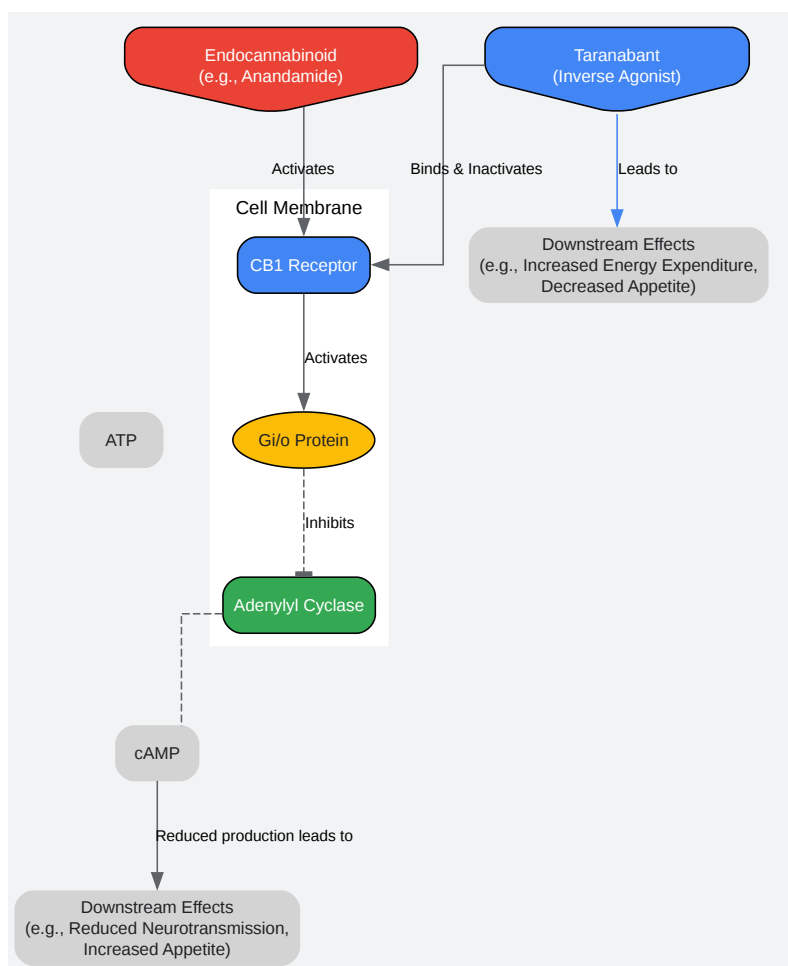 Endocannabinoid
(e.g., Anandamide)
Taranabant
(Inverse Agonist)
Activates
Binds & Inactivates
Leads to
Cell Membrane
CB1 Receptor
Downstream Effects
(e.g., Increased Energy Expenditure,
Decreased Appetite)
Activates
ATP
Gi/o Protein
Inhibits
Adenylyl Cyclase
cAMP
Reduced production leads to
Downstream Effects
(e.g., Reduced Neurotransmission,
Increased Appetite)